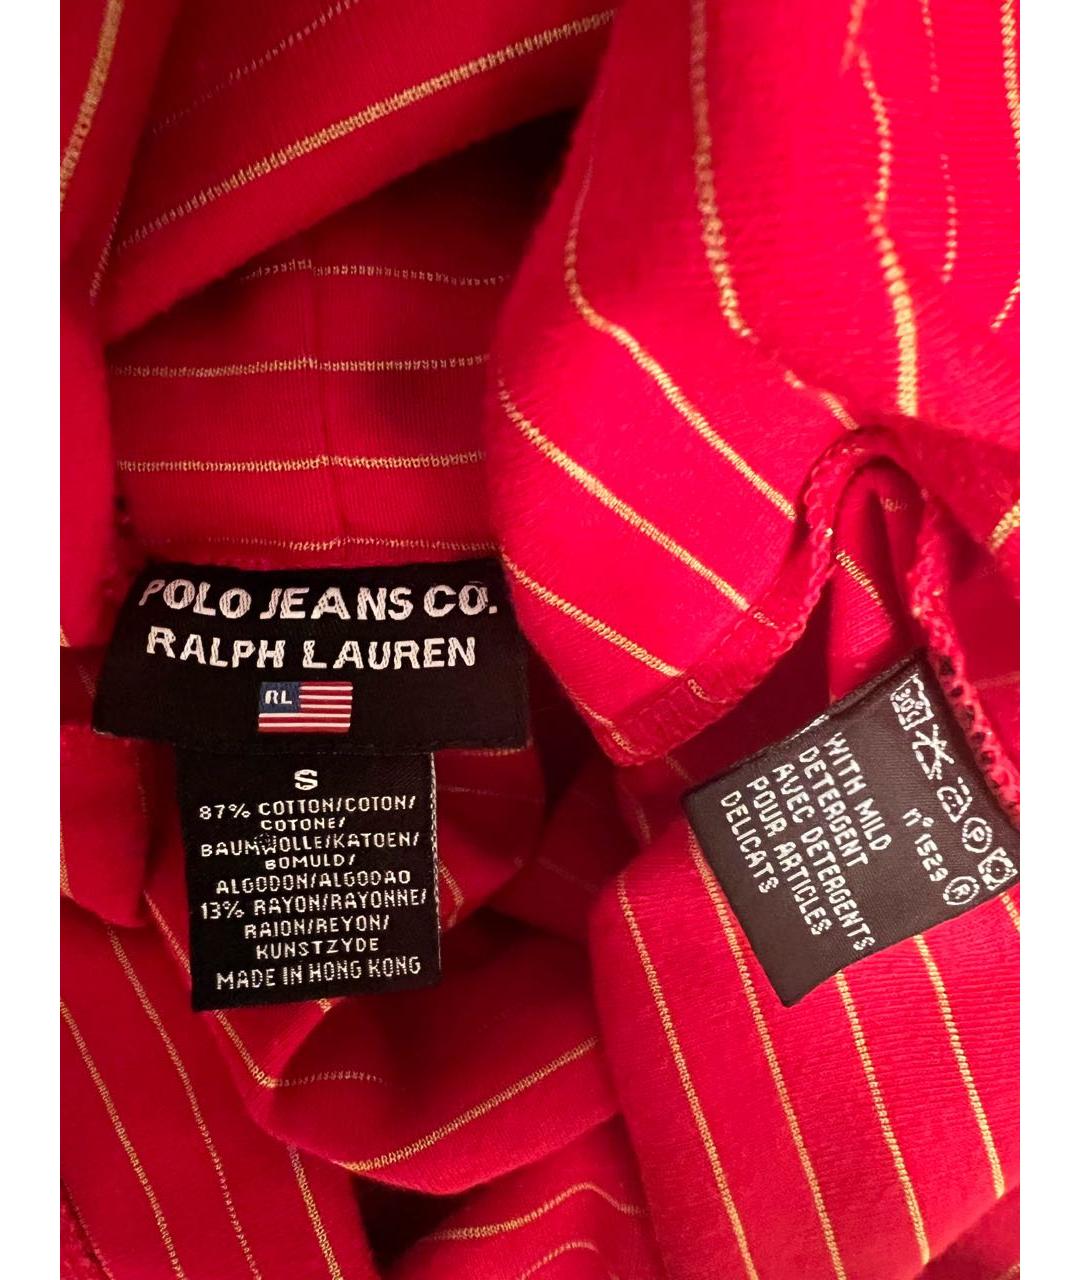 POLO JEANS CO.
RALPH LAUREN
RL
S
87% COTTON/COTON/
COTONE/
BAUMWOLLE/KATOEN/
BOMULD/
ALGODON/ALGODAO
13% RAYON/RAYONNE/
RAION/REYON/
KUNSTZYDE
MADE IN HONG KONG
WITH MILD
DETERGENT
AVEC DETERGENTS
POUR ARTICLES
DELICATS
P
n° 1529 R